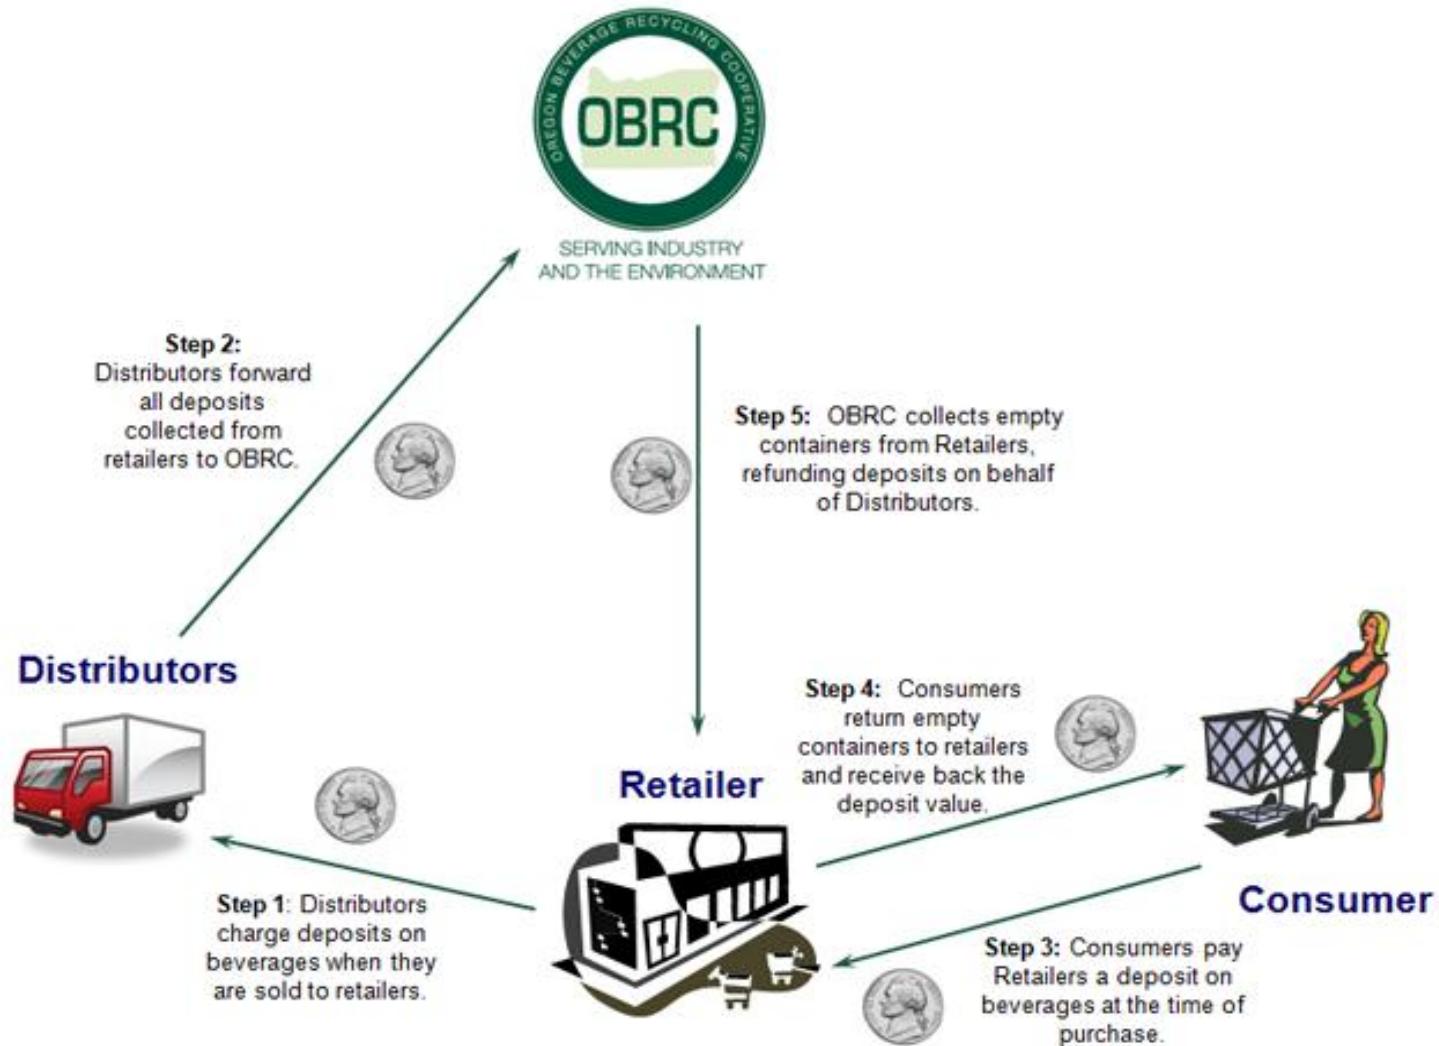 OREGON BEVERAGE RECYCLING COOPERATIVE
OBRC
SERVING INDUSTRY
AND THE ENVIRONMENT
Step 2:
Distributors forward
all deposits
collected from
retailers to OBRC.
Step 5: OBRC collects empty
containers from Retailers,
refunding deposits on behalf
of Distributors.
Distributors
Step 4: Consumers
return empty
containers to retailers
and receive back the
deposit value.
Retailer
Step 1: Distributors
charge deposits on
beverages when they
are sold to retailers.
Consumer
Step 3: Consumers pay
Retailers a deposit on
beverages at the time of
purchase.